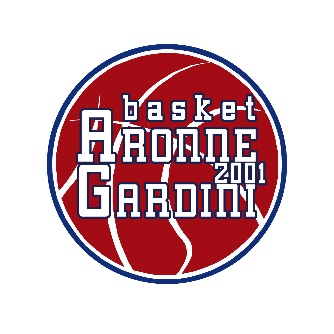 basket
ARONNE
2001
GARDINI